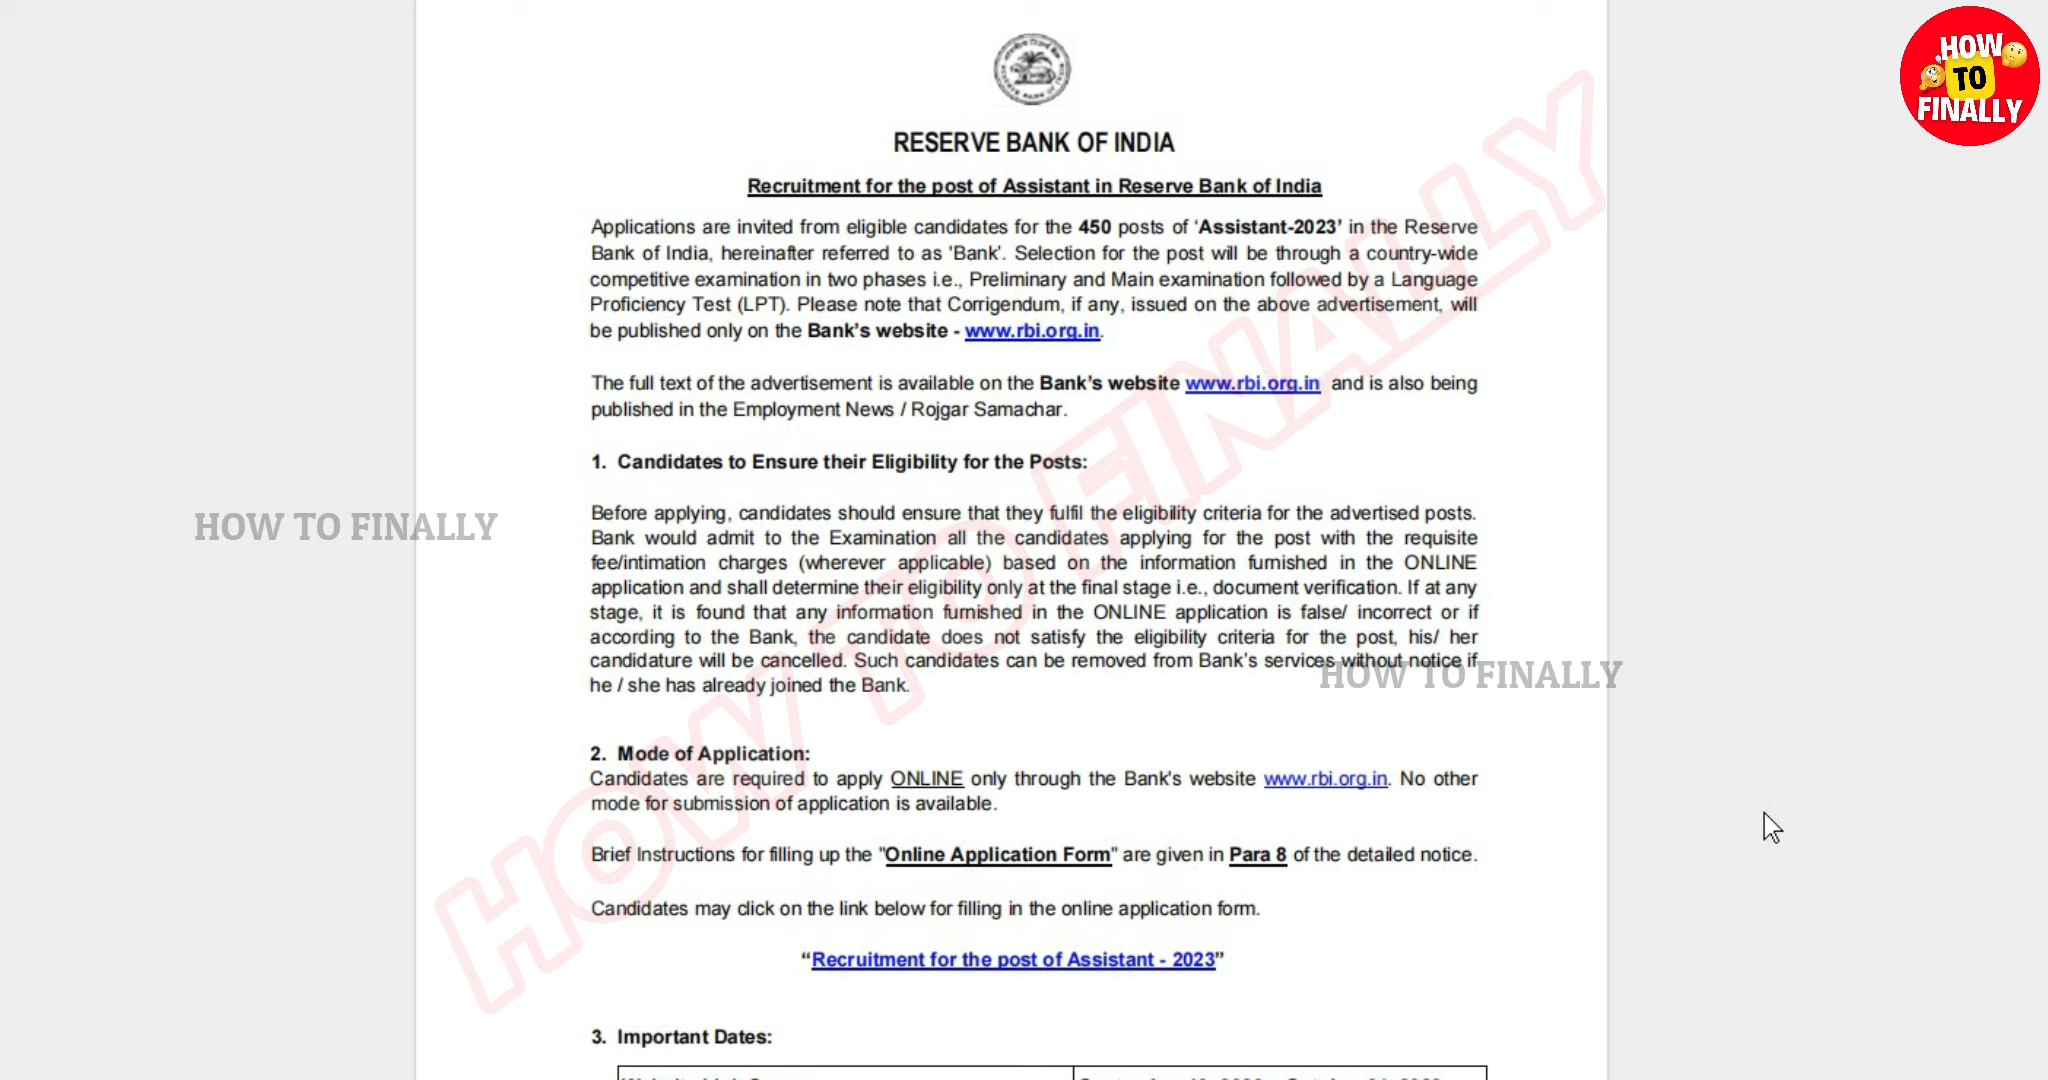 HOW
TO
FINALLY
RESERVE BANK OF INDIA
Recruitment for the post of Assistant in Reserve Bank of India
Applications are invited from eligible candidates for the 450 posts of ‘Assistant-2023’ in the Reserve
Bank of India, hereinafter referred to as 'Bank'. Selection for the post will be through a country-wide
competitive examination in two phases i.e., Preliminary and Main examination followed by a Language
Proficiency Test (LPT). Please note that Corrigendum, if any, issued on the above advertisement, will
be published only on the Bank’s website - www.rbi.org.in.
The full text of the advertisement is available on the Bank’s website www.rbi.org.in and is also being
published in the Employment News / Rojgar Samachar.
1. Candidates to Ensure their Eligibility for the Posts:
Before applying, candidates should ensure that they fulfil the eligibility criteria for the advertised posts.
Bank would admit to the Examination all the candidates applying for the post with the requisite
fee/intimation charges (wherever applicable) based on the information furnished in the ONLINE
application and shall determine their eligibility only at the final stage i.e., document verification. If at any
stage, it is found that any information furnished in the ONLINE application is false/ incorrect or if
according to the Bank, the candidate does not satisfy the eligibility criteria for the post, his/ her
candidature will be cancelled. Such candidates can be removed from Bank’s services without notice if
he / she has already joined the Bank.
HOW TO FINALLY
HOW TO FINALLY
HOW TO FINALLY
2. Mode of Application:
Candidates are required to apply ONLINE only through the Bank's website www.rbi.org.in. No other
mode for submission of application is available.
Brief Instructions for filling up the "Online Application Form" are given in Para 8 of the detailed notice.
Candidates may click on the link below for filling in the online application form.
“Recruitment for the post of Assistant - 2023”
3. Important Dates: